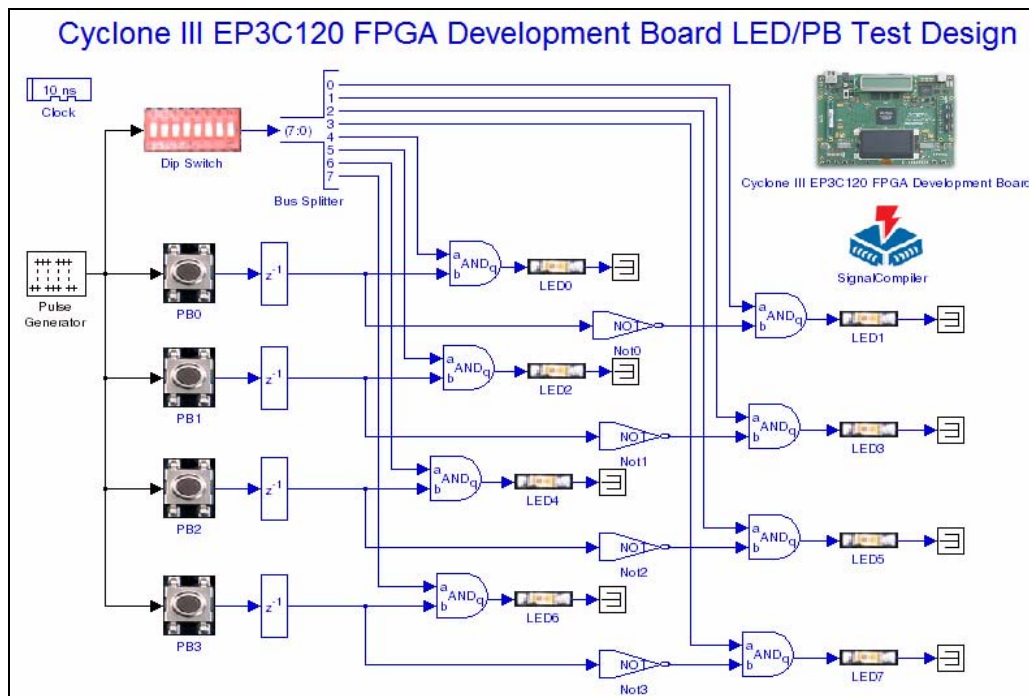 Cyclone III EP3C120 FPGA Development Board LED/PB Test Design
10 ns
Clock
Dip Switch
(7:0)
0
1
2
3
4
5
6
7
Bus Splitter
Cyclone III EP3C120 FPGA Development Board
SignalCompiler
Pulse
Generator
PB0
z-1
a
b
AND
q
LED0
NOT
Not0
a
b
AND
q
LED1
PB1
z-1
a
b
AND
q
LED2
NOT
Not1
a
b
AND
q
LED3
PB2
z-1
a
b
AND
q
LED4
NOT
Not2
a
b
AND
q
LED5
PB3
z-1
a
b
AND
q
LED6
NOT
Not3
a
b
AND
q
LED7